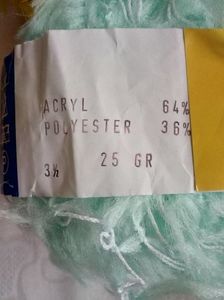 ACRYL 64%
POLYESTER 36%
3½ 25 GR